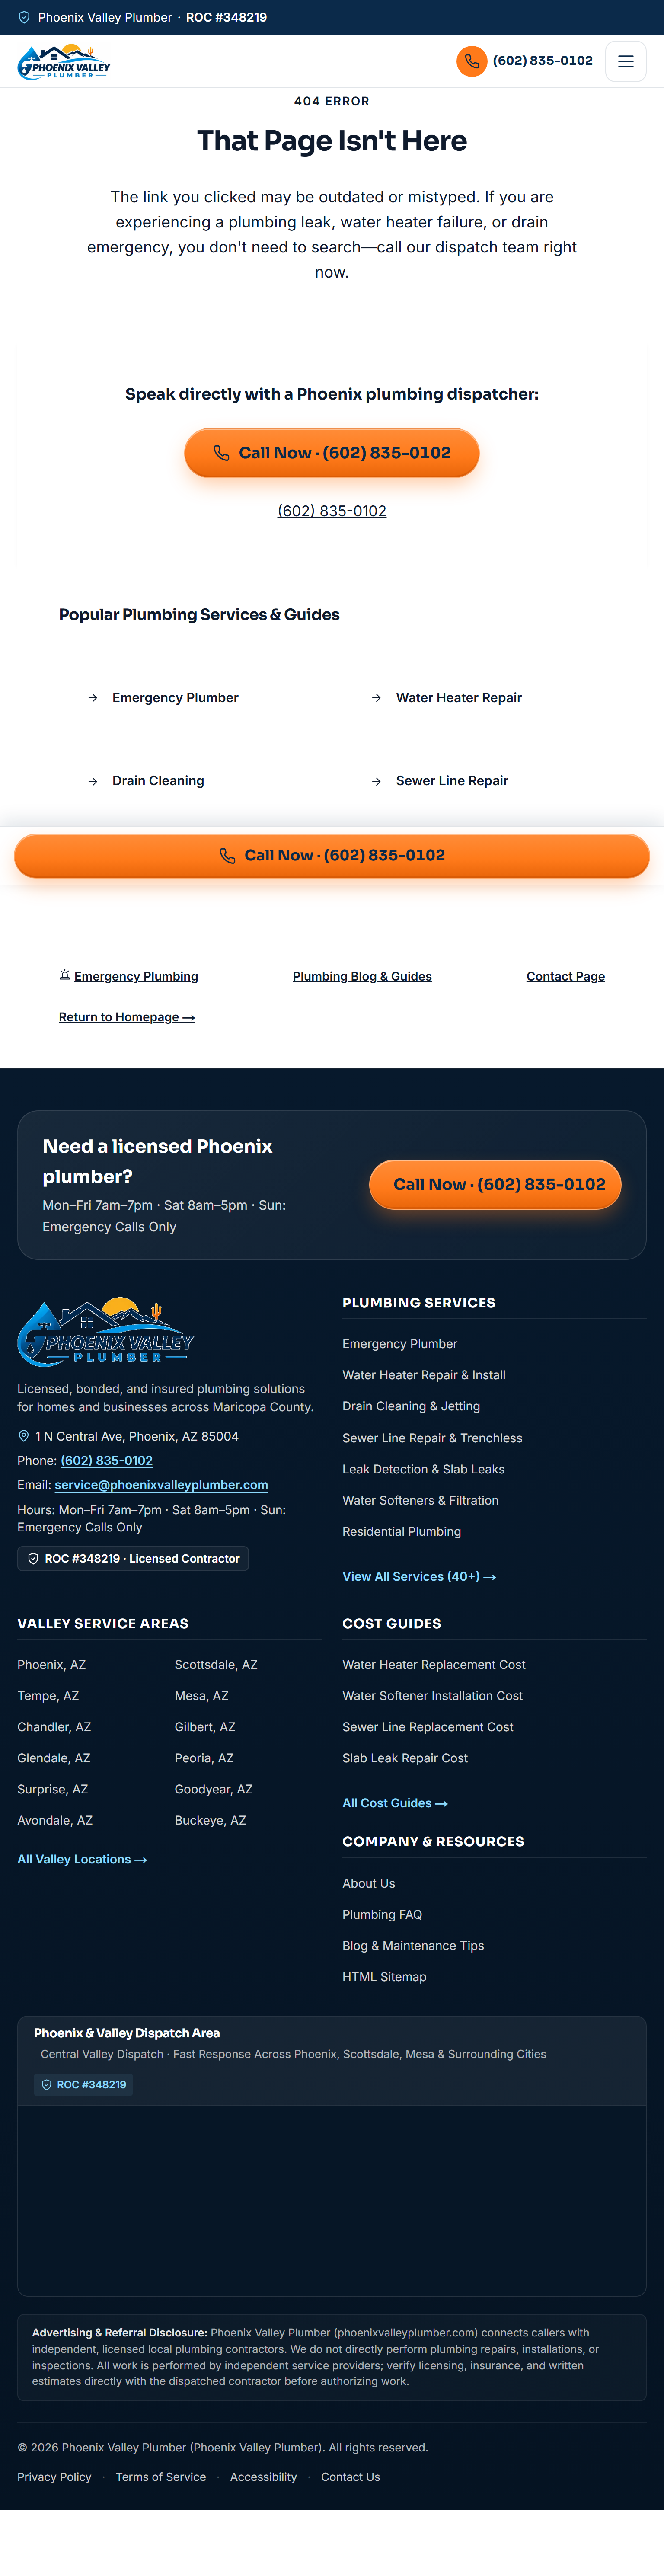 Phoenix Valley Plumber · ROC #348219
PHOENIX VALLEY
PLUMBER
(602) 835-0102
404 ERROR
That Page Isn't Here
The link you clicked may be outdated or mistyped. If you are
experiencing a plumbing leak, water heater failure, or drain
emergency, you don't need to search—call our dispatch team right
now.
Speak directly with a Phoenix plumbing dispatcher:
Call Now · (602) 835-0102
(602) 835-0102
Popular Plumbing Services & Guides
→ Emergency Plumber
→ Water Heater Repair
→ Drain Cleaning
→ Sewer Line Repair
Call Now · (602) 835-0102
Emergency Plumbing
Plumbing Blog & Guides
Contact Page
Return to Homepage →
Need a licensed Phoenix
plumber?
Mon–Fri 7am–7pm · Sat 8am–5pm · Sun:
Emergency Calls Only
Call Now · (602) 835-0102
PHOENIX VALLEY
PLUMBER
Licensed, bonded, and insured plumbing solutions
for homes and businesses across Maricopa County.
1 N Central Ave, Phoenix, AZ 85004
Phone: (602) 835-0102
Email: service@phoenixvalleyplumber.com
Hours: Mon–Fri 7am–7pm · Sat 8am–5pm · Sun:
Emergency Calls Only
ROC #348219 · Licensed Contractor
PLUMBING SERVICES
Emergency Plumber
Water Heater Repair & Install
Drain Cleaning & Jetting
Sewer Line Repair & Trenchless
Leak Detection & Slab Leaks
Water Softeners & Filtration
Residential Plumbing
View All Services (40+) →
VALLEY SERVICE AREAS
Phoenix, AZ
Scottsdale, AZ
Tempe, AZ
Mesa, AZ
Chandler, AZ
Gilbert, AZ
Glendale, AZ
Peoria, AZ
Surprise, AZ
Goodyear, AZ
Avondale, AZ
Buckeye, AZ
All Valley Locations →
COST GUIDES
Water Heater Replacement Cost
Water Softener Installation Cost
Sewer Line Replacement Cost
Slab Leak Repair Cost
All Cost Guides →
COMPANY & RESOURCES
About Us
Plumbing FAQ
Blog & Maintenance Tips
HTML Sitemap
Phoenix & Valley Dispatch Area
Central Valley Dispatch · Fast Response Across Phoenix, Scottsdale, Mesa & Surrounding Cities
ROC #348219
Advertising & Referral Disclosure: Phoenix Valley Plumber (phoenixvalleyplumber.com) connects callers with
independent, licensed local plumbing contractors. We do not directly perform plumbing repairs, installations, or
inspections. All work is performed by independent service providers; verify licensing, insurance, and written
estimates directly with the dispatched contractor before authorizing work.
© 2026 Phoenix Valley Plumber (Phoenix Valley Plumber). All rights reserved.
Privacy Policy · Terms of Service · Accessibility · Contact Us